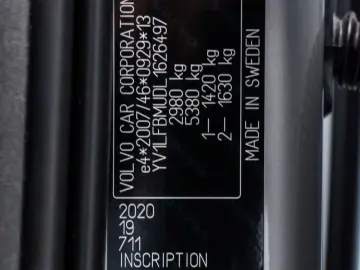 VOLVO CAR CORPORATION
e4*2007/46*0929*13
YV1LFBMUDL1626497
2980 kg
5380 kg
1– 1420 kg
2– 1630 kg
MADE IN SWEDEN
2020
19
711
INSCRIPTION